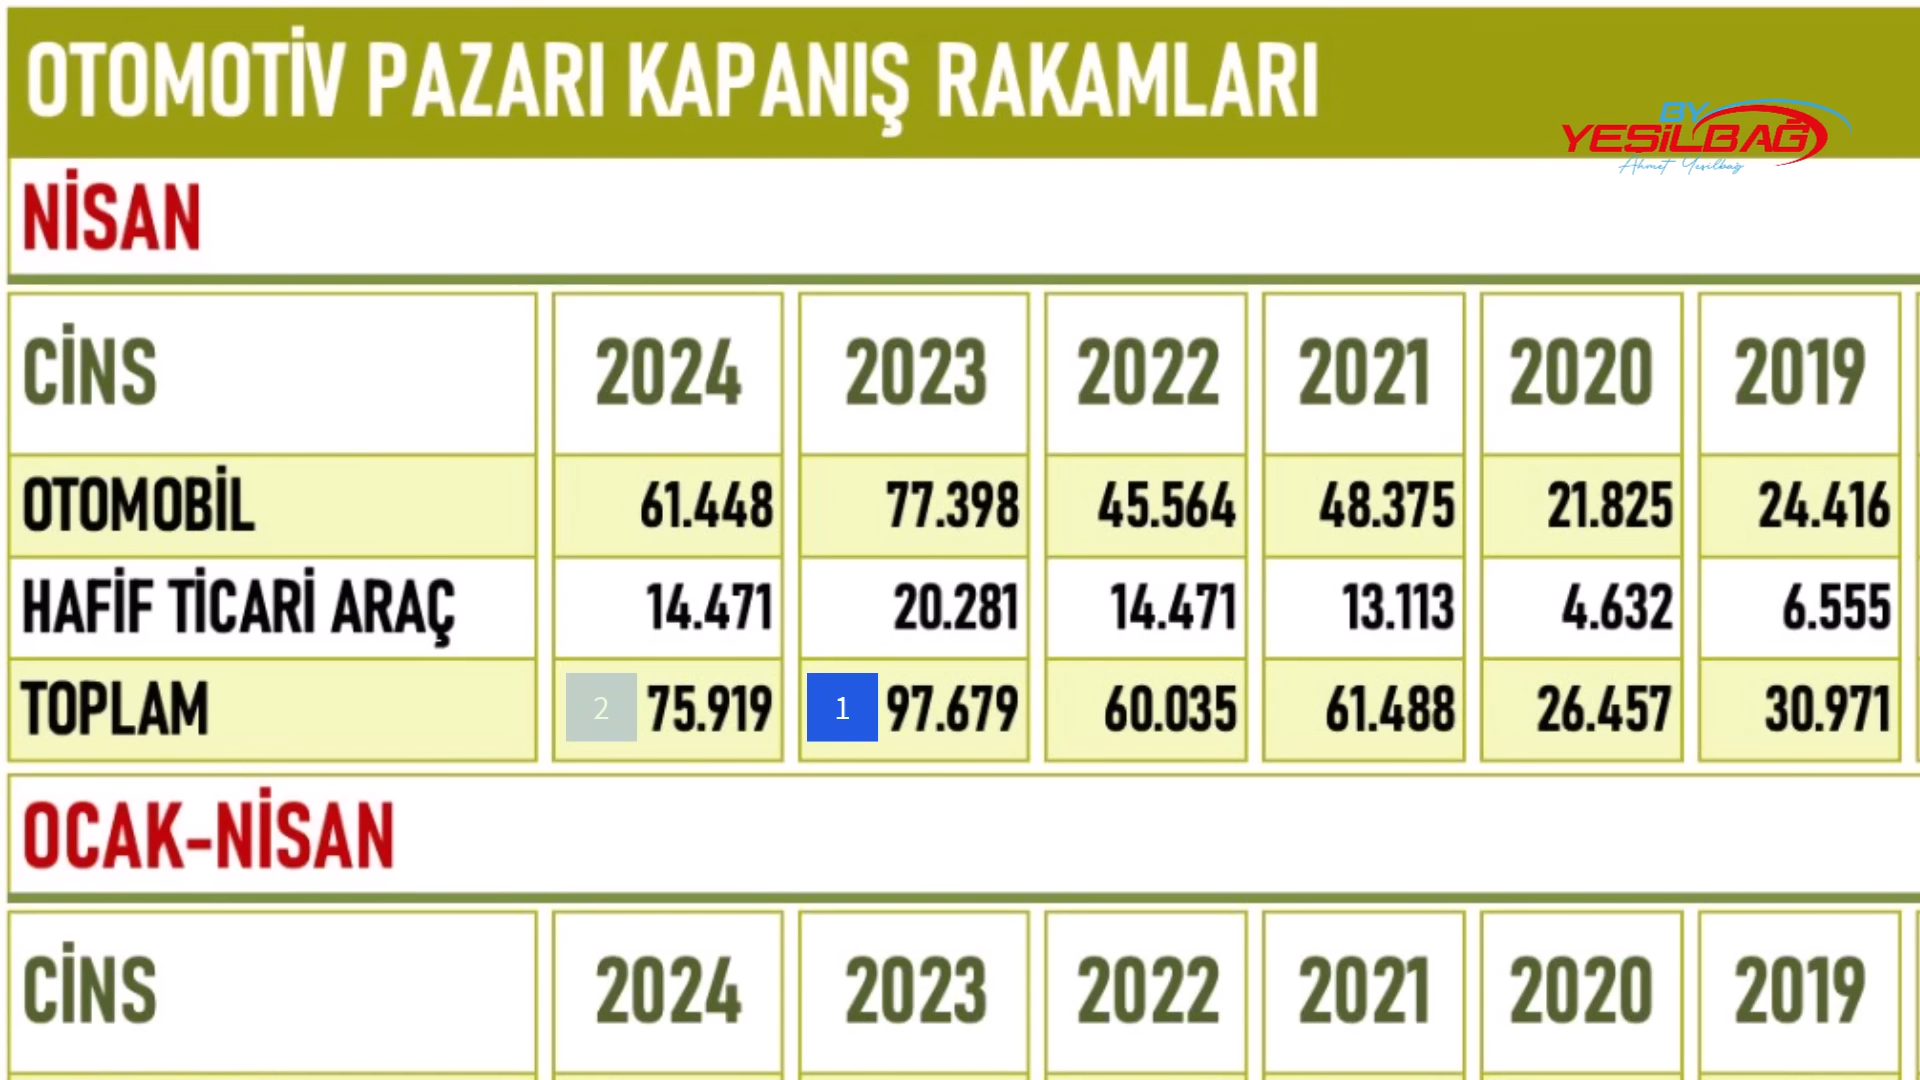 OTOMOTİV PAZARI KAPANIŞ RAKAMLARI
BY
YESİLBAĞ
Ahmet Yesilbağ
NİSAN
CİNS 2024 2023 2022 2021 2020 2019
OTOMOBİL 61.448 77.398 45.564 48.375 21.825 24.416
HAFİF TİCARİ ARAÇ 14.471 20.281 14.471 13.113 4.632 6.555
TOPLAM 2 75.919 1 97.679 60.035 61.488 26.457 30.971
OCAK-NİSAN
CİNS 2024 2023 2022 2021 2020 2019